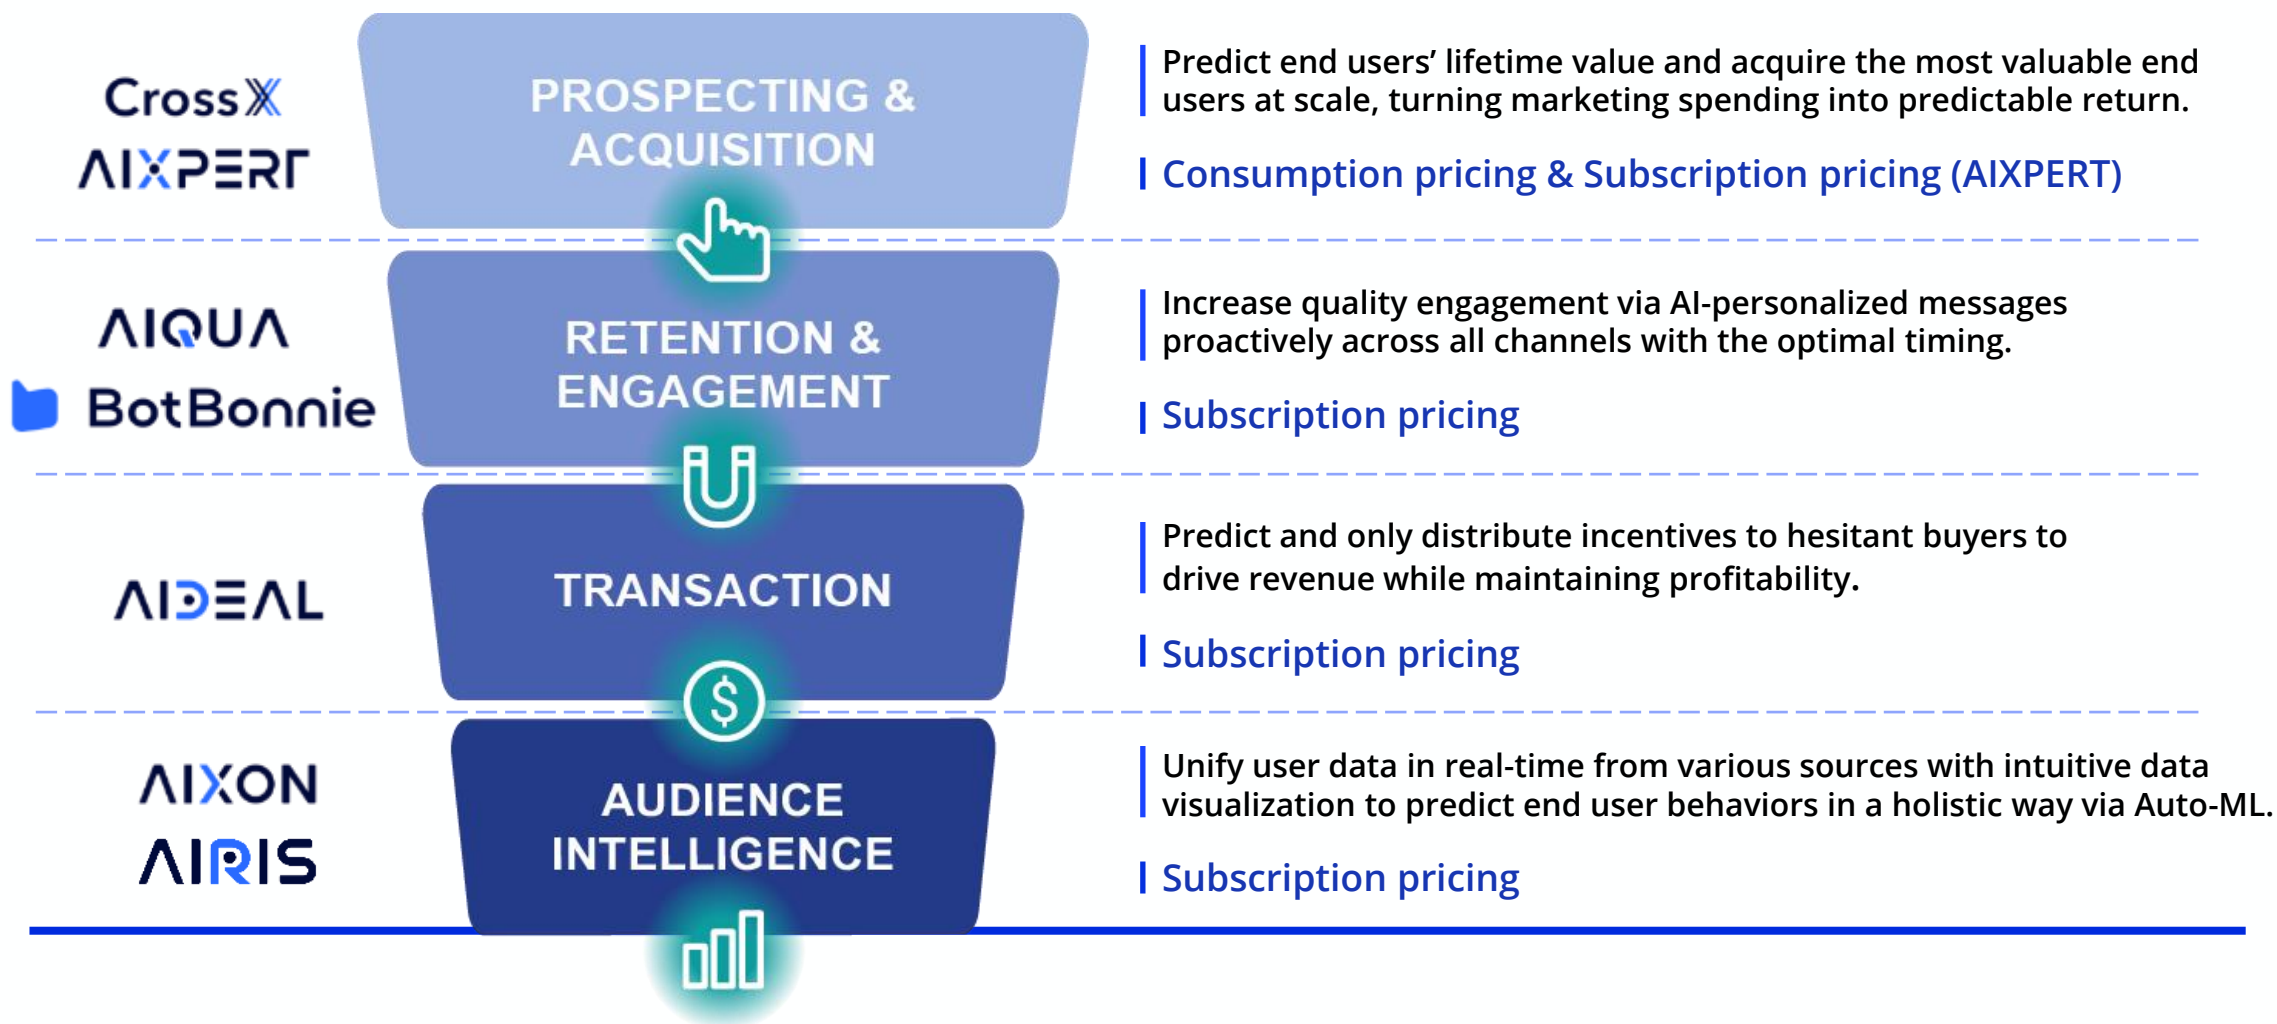 CrossX
AIXPERT
PROSPECTING &
ACQUISITION
Predict end users’ lifetime value and acquire the most valuable end
users at scale, turning marketing spending into predictable return.
Consumption pricing & Subscription pricing (AIXPERT)
AIQUA
BotBonnie
RETENTION &
ENGAGEMENT
Increase quality engagement via AI-personalized messages
proactively across all channels with the optimal timing.
Subscription pricing
AIDEAL
TRANSACTION
Predict and only distribute incentives to hesitant buyers to
drive revenue while maintaining profitability.
Subscription pricing
$
AIXON
AIRIS
AUDIENCE
INTELLIGENCE
Unify user data in real-time from various sources with intuitive data
visualization to predict end user behaviors in a holistic way via Auto-ML.
Subscription pricing